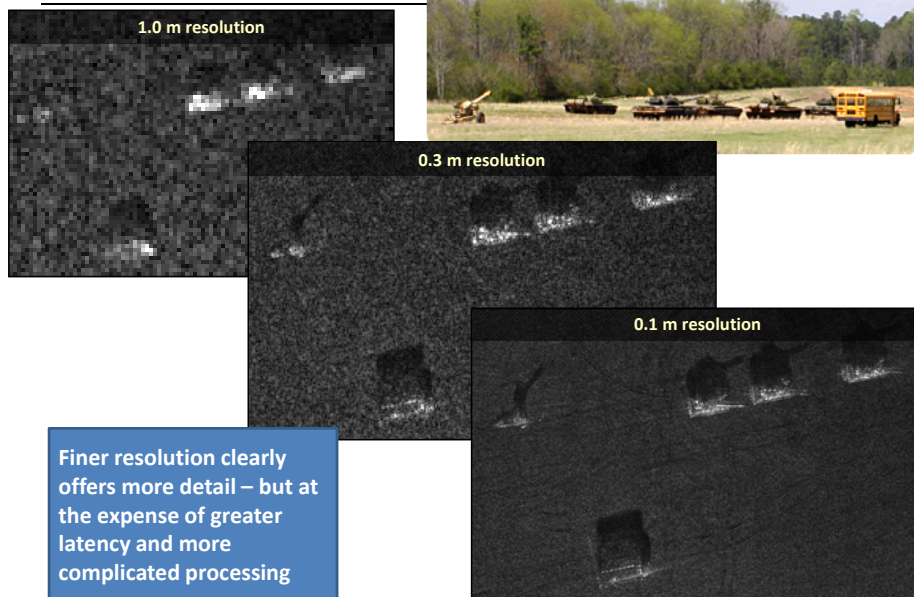 1.0 m resolution
0.3 m resolution
0.1 m resolution
Finer resolution clearly
offers more detail – but at
the expense of greater
latency and more
complicated processing